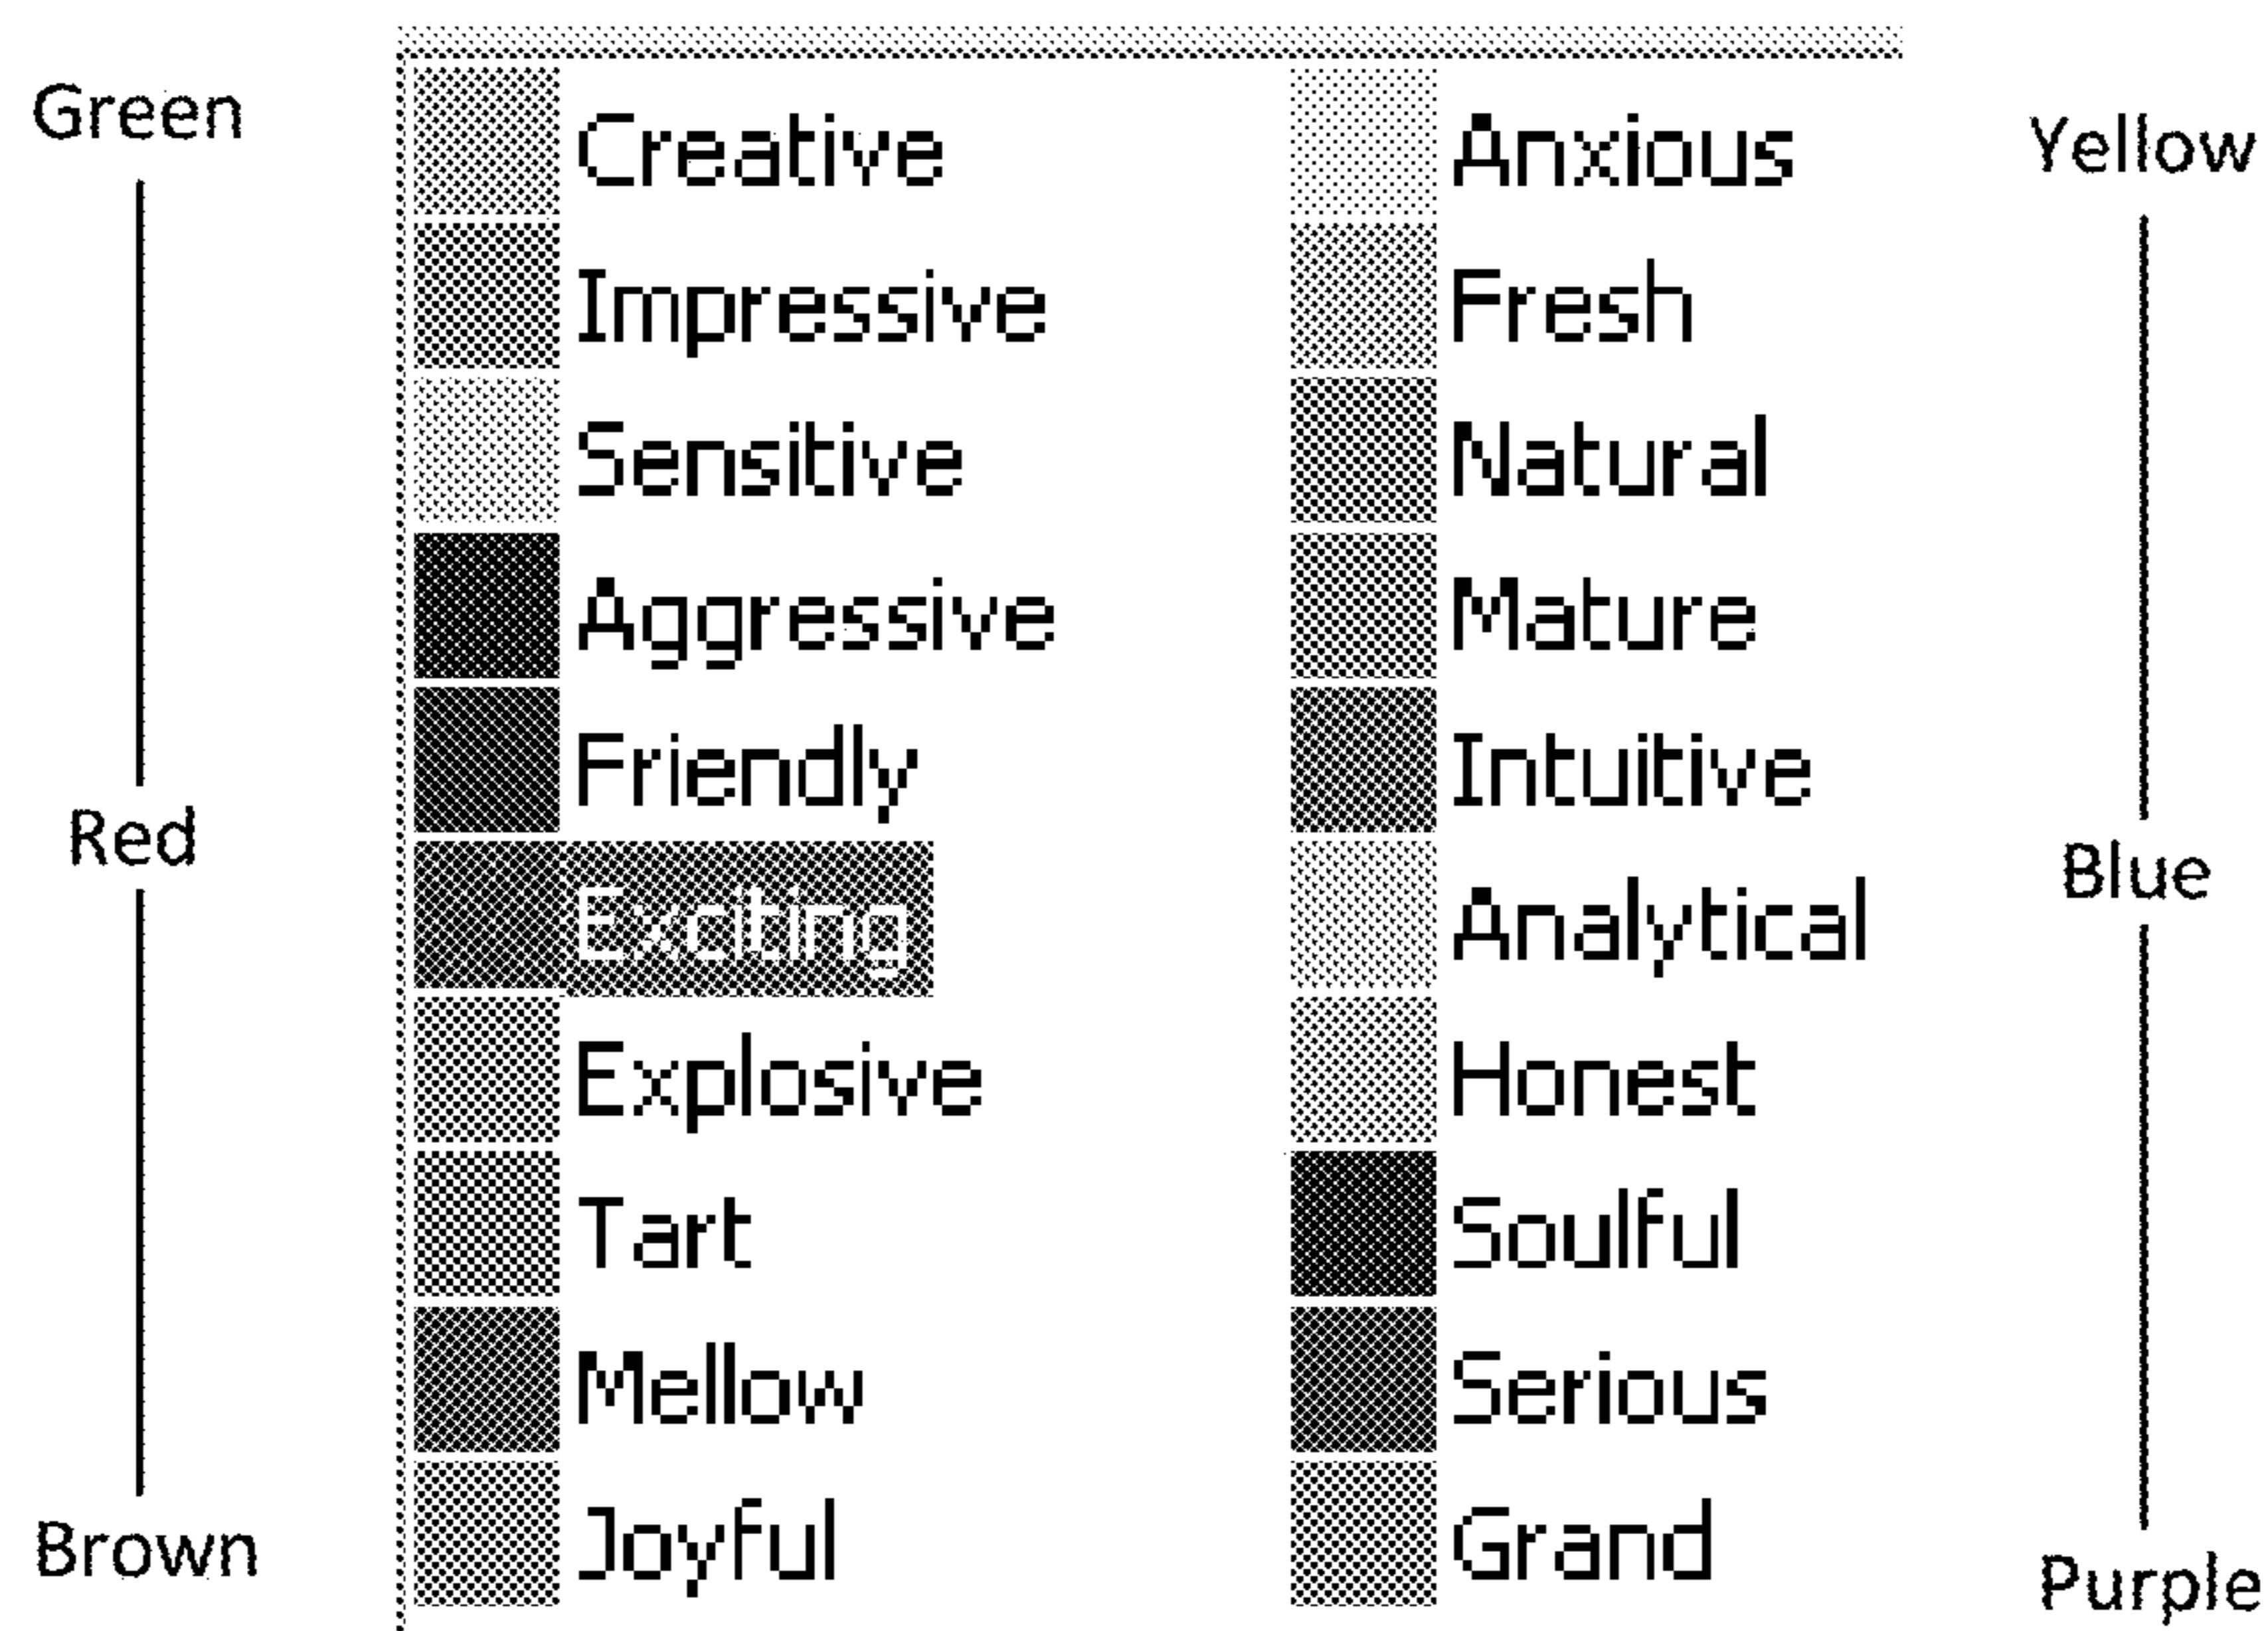 Green
Creative
Anxious
Yellow
Impressive
Fresh
Sensitive
Natural
Aggressive
Mature
Friendly
Intuitive
Red
Exciting
Analytical
Blue
Explosive
Honest
Tart
Soulful
Mellow
Serious
Brown
Joyful
Grand
Purple